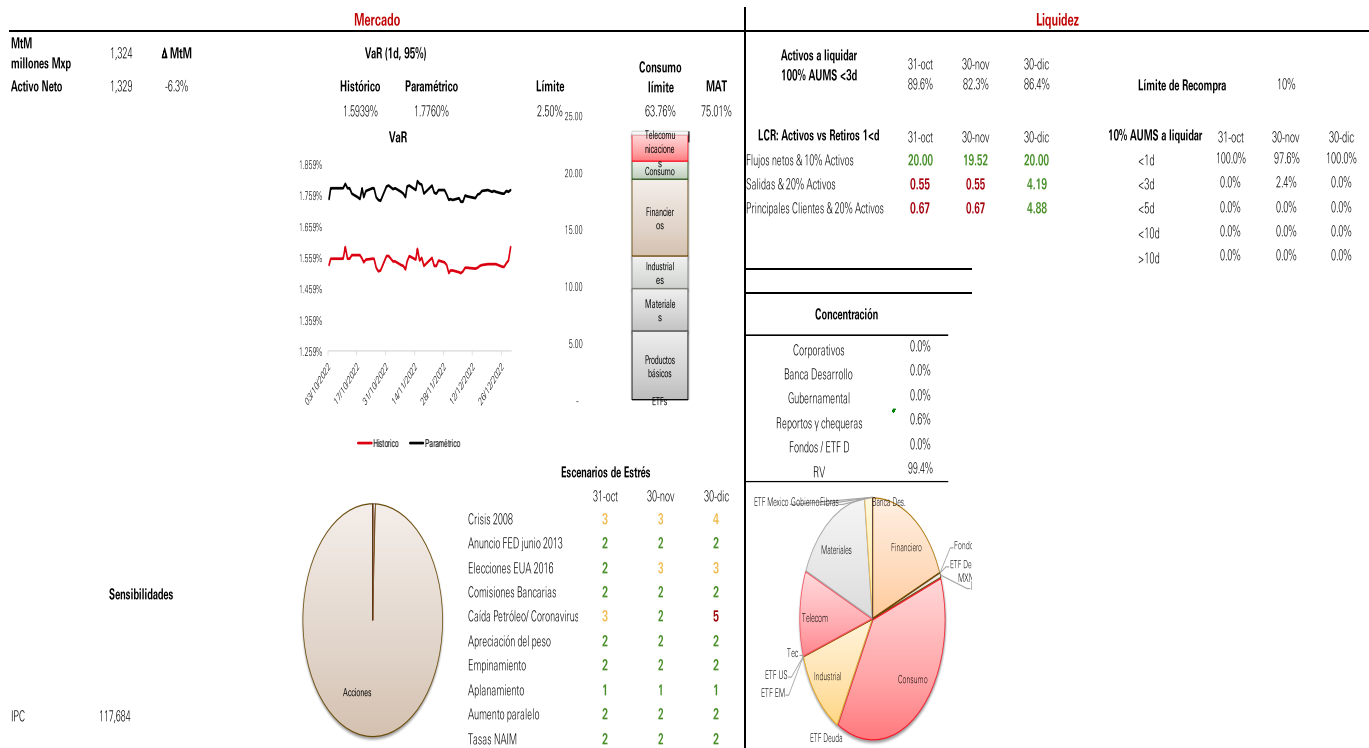 Mercado
MtM
millones Mxp
1,324
Δ MtM
Activo Neto
1,329
-6.3%
VaR (1d, 95%)
Histórico Paramétrico Límite Consumo límite MAT
1.5939% 1.7760% 2.50% 63.76% 75.01%
VaR
1.859%
1.759%
1.659%
1.559%
1.459%
1.359%
1.259%
03/10/2022
17/10/2022
31/10/2022
14/11/2022
28/11/2022
12/12/2022
26/12/2022
Historico Paramétrico
25.00
20.00
15.00
10.00
5.00
-
Telecomu
nicacione
s
Consumo
Financier
os
Industrial
es
Materiale
s
Productos
básicos
ETFs
Escenarios de Estrés
31-oct 30-nov 30-dic
Crisis 2008 3 3 4
Anuncio FED junio 2013 2 2 2
Elecciones EUA 2016 2 3 3
Comisiones Bancarias 2 2 2
Caída Petróleo/ Coronavirus 3 2 5
Apreciación del peso 2 2 2
Empinamiento 2 2 2
Aplanamiento 1 1 1
Aumento paralelo 2 2 2
Tasas NAIM 2 2 2
Acciones
Sensibilidades
IPC 117,684
Liquidez
Activos a liquidar
100% AUMS <3d
31-oct 30-nov 30-dic
89.6% 82.3% 86.4%
Límite de Recompra 10%
LCR: Activos vs Retiros 1<d 31-oct 30-nov 30-dic
Flujos netos & 10% Activos 20.00 19.52 20.00
Salidas & 20% Activos 0.55 0.55 4.19
Principales Clientes & 20% Activos 0.67 0.67 4.88
10% AUMS a liquidar 31-oct 30-nov 30-dic
<1d 100.0% 97.6% 100.0%
<3d 0.0% 2.4% 0.0%
<5d 0.0% 0.0% 0.0%
<10d 0.0% 0.0% 0.0%
>10d 0.0% 0.0% 0.0%
Concentración
Corporativos 0.0%
Banca Desarrollo 0.0%
Gubernamental 0.0%
Reportos y chequeras 0.6%
Fondos / ETF D 0.0%
RV 99.4%
ETF Mexico Gobierno Fibras Banca Des.
Materiales
Financiero
Fondo
ETF De
MXN
Telecom
Tec
ETF US
ETF EM
Industrial
Consumo
ETF Deuda